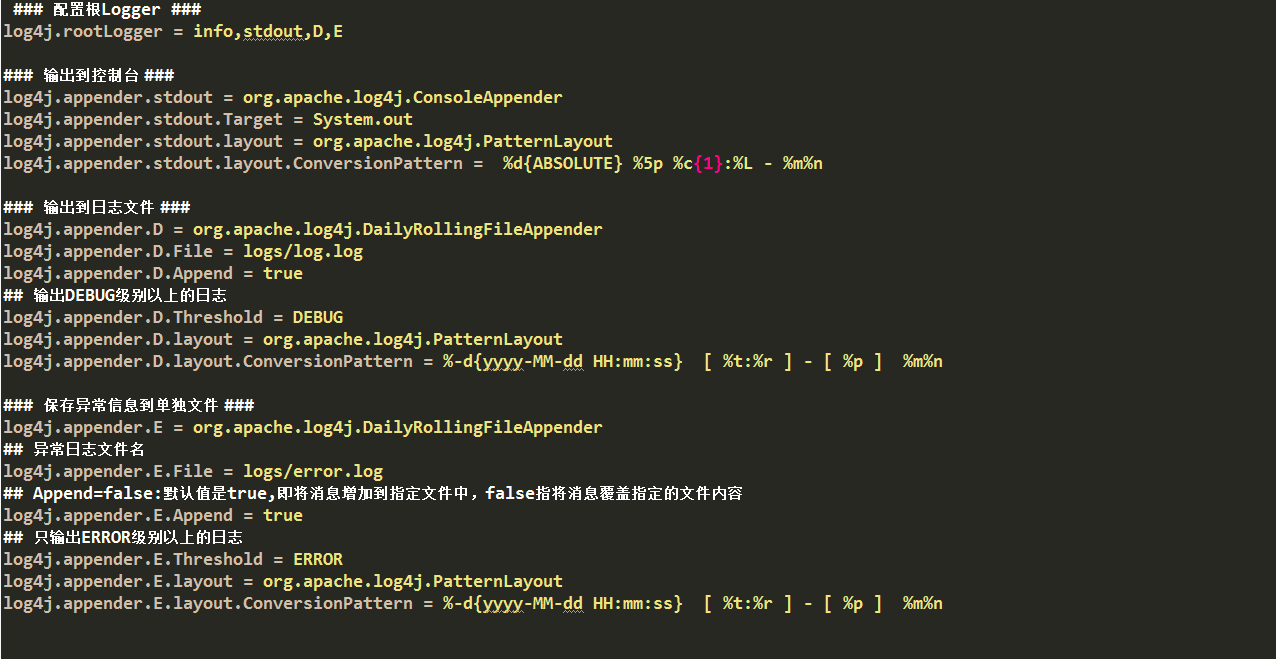 ### 配置根Logger ###
log4j.rootLogger = info,stdout,D,E
### 输出到控制台 ###
log4j.appender.stdout = org.apache.log4j.ConsoleAppender
log4j.appender.stdout.Target = System.out
log4j.appender.stdout.layout = org.apache.log4j.PatternLayout
log4j.appender.stdout.layout.ConversionPattern =  %d{ABSOLUTE} %5p %c{1}:%L - %m%n
### 输出到日志文件 ###
log4j.appender.D = org.apache.log4j.DailyRollingFileAppender
log4j.appender.D.File = logs/log.log
log4j.appender.D.Append = true
## 输出DEBUG级别以上的日志
log4j.appender.D.Threshold = DEBUG
log4j.appender.D.layout = org.apache.log4j.PatternLayout
log4j.appender.D.layout.ConversionPattern = %-d{yyyy-MM-dd HH:mm:ss}  [ %t:%r ] - [ %p ]  %m%n
### 保存异常信息到单独文件 ###
log4j.appender.E = org.apache.log4j.DailyRollingFileAppender
## 异常日志文件名
log4j.appender.E.File = logs/error.log
## Append=false:默认值是true,即将消息增加到指定文件中，false指将消息覆盖指定的文件内容
log4j.appender.E.Append = true
## 只输出ERROR级别以上的日志
log4j.appender.E.Threshold = ERROR
log4j.appender.E.layout = org.apache.log4j.PatternLayout
log4j.appender.E.layout.ConversionPattern = %-d{yyyy-MM-dd HH:mm:ss}  [ %t:%r ] - [ %p ]  %m%n